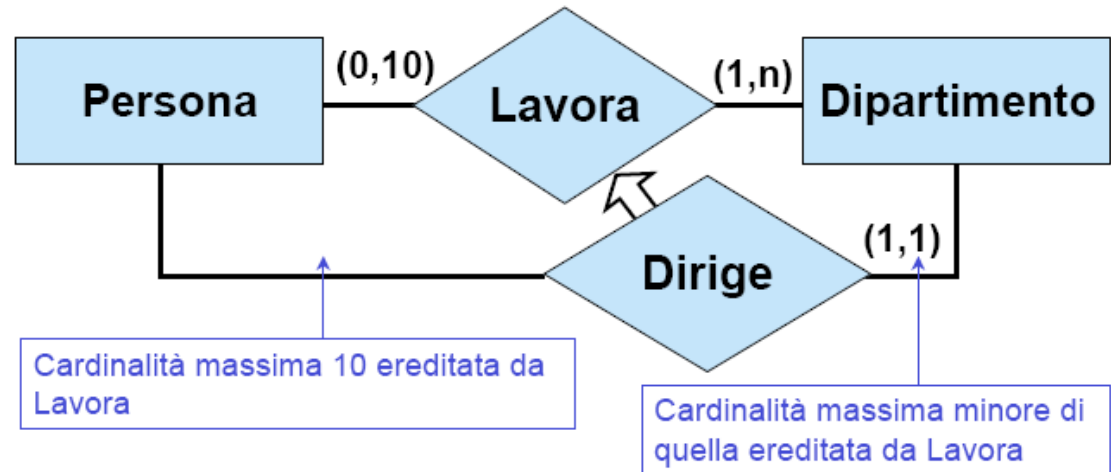 (0,10)
(1,n)
Persona
Lavora
Dipartimento
(1,1)
Dirige
Cardinalità massima 10 ereditata da
Lavora
Cardinalità massima minore di
quella ereditata da Lavora